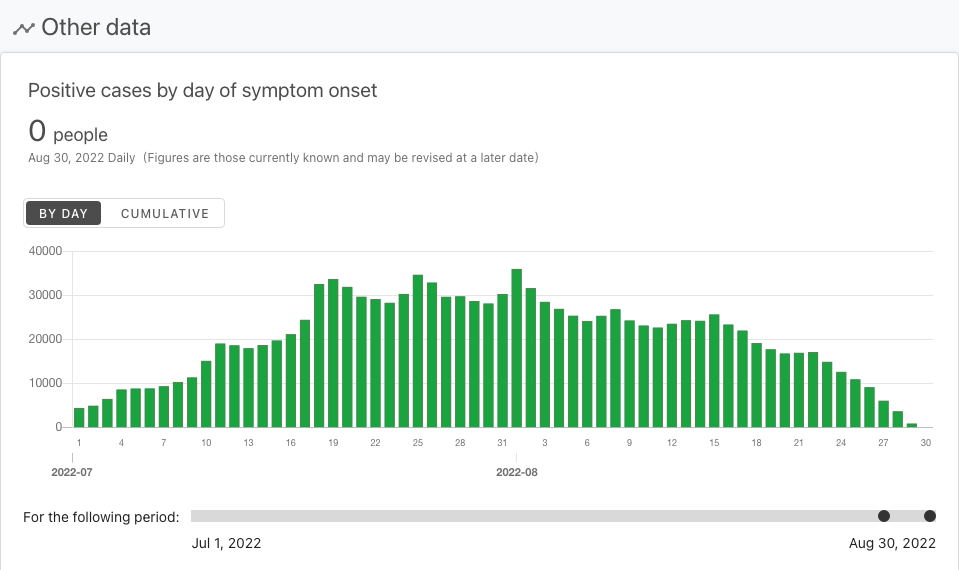 Other data
Positive cases by day of symptom onset
0 people
Aug 30, 2022 Daily (Figures are those currently known and may be revised at a later date)
BY DAY CUMULATIVE
40000
30000
20000
10000
0
1 4 7 10 13 16 19 22 25 28 31 3 6 9 12 15 18 21 24 27 30
2022-07 2022-08
For the following period:
Jul 1, 2022 Aug 30, 2022